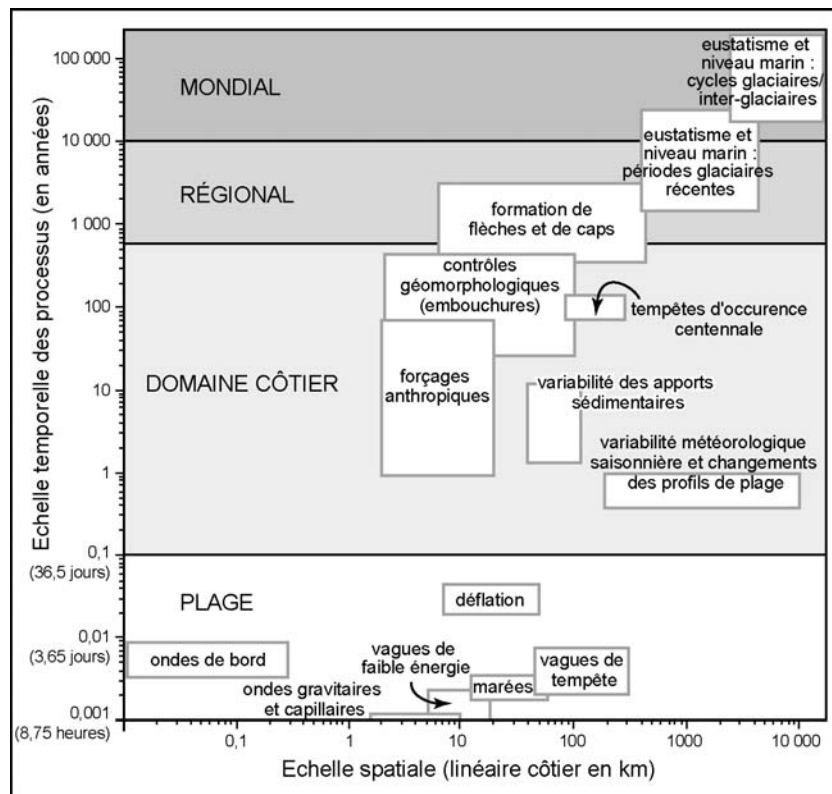 Echelle temporelle des processus (en années)
100 000
10 000
1 000
100
10
1
0,1
(36,5 jours)
0,01
(3,65 jours)
0,001
(8,75 heures)
MONDIAL
eustatisme et
niveau marin :
cycles glaciaires/
inter-glaciaires
RÉGIONAL
eustatisme et
niveau marin :
périodes glaciaires
récentes
formation de
flèches et de caps
DOMAINE CÔTIER
contrôles
géomorphologiques
(embouchures)
tempêtes d'occurence
centennale
forçages
anthropiques
variabilité des apports
sédimentaires
variabilité météorologique
saisonnière et changements
des profils de plage
PLAGE
déflation
ondes de bord
vagues de
faible énergie
ondes gravitaires
et capillaires
marées
vagues de
tempête
0,1
1
10
100
1000
10 000
Echelle spatiale (linéaire côtier en km)